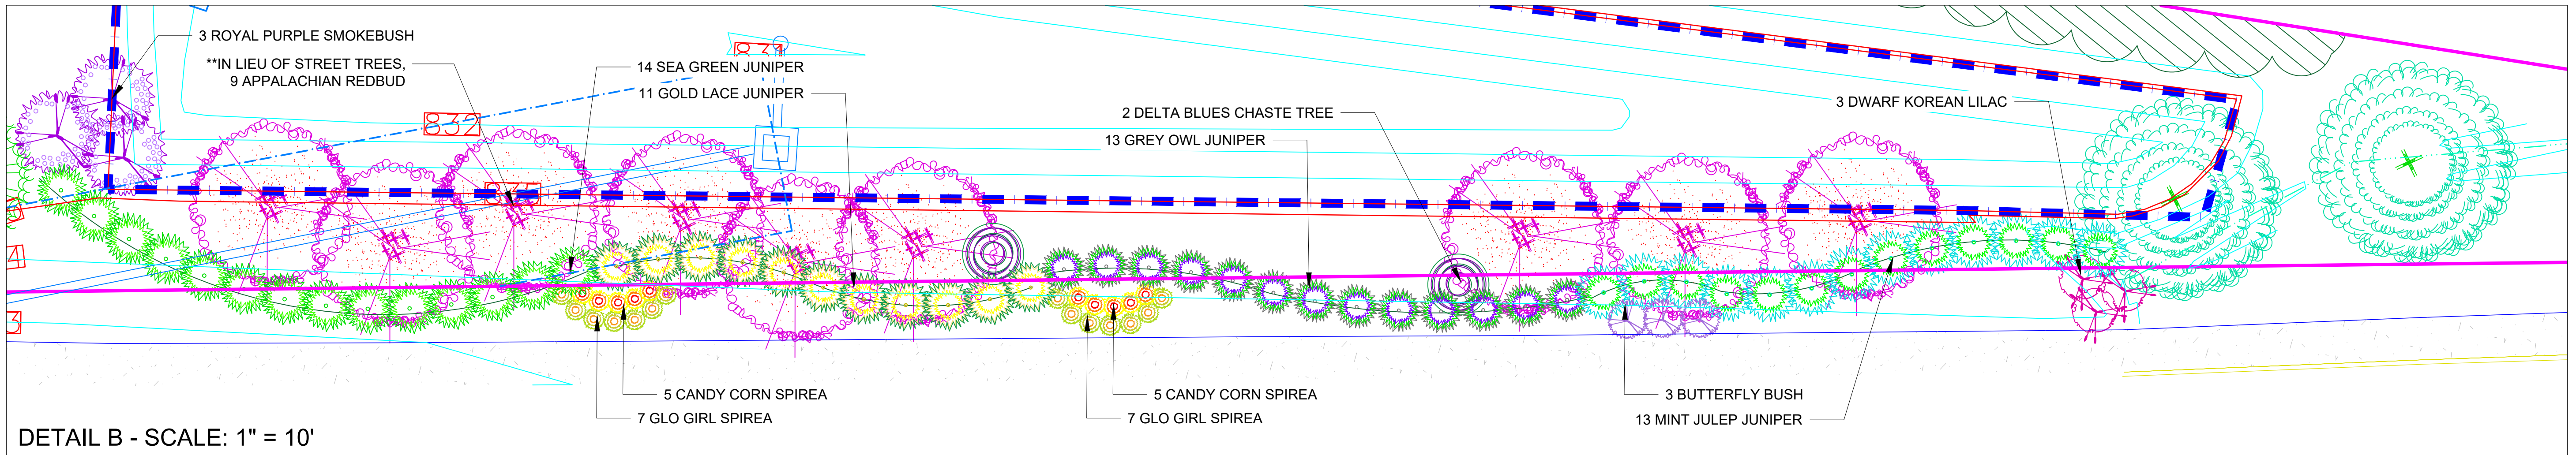 3 ROYAL PURPLE SMOKEBUSH
**IN LIEU OF STREET TREES,
9 APPALACHIAN REDBUD
832
831
14 SEA GREEN JUNIPER
11 GOLD LACE JUNIPER
2 DELTA BLUES CHASTE TREE
13 GREY OWL JUNIPER
3 DWARF KOREAN LILAC
4
3
5 CANDY CORN SPIREA
7 GLO GIRL SPIREA
5 CANDY CORN SPIREA
7 GLO GIRL SPIREA
3 BUTTERFLY BUSH
13 MINT JULEP JUNIPER
DETAIL B - SCALE: 1" = 10'